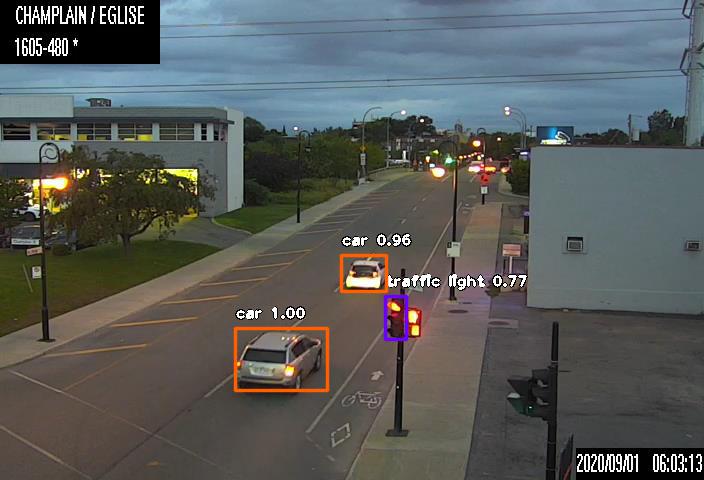 CHAMPLAIN / EGLISE
1605-480 *
car 0.96
traffic light 0.77
car 1.00
2020/09/01 06:03:13